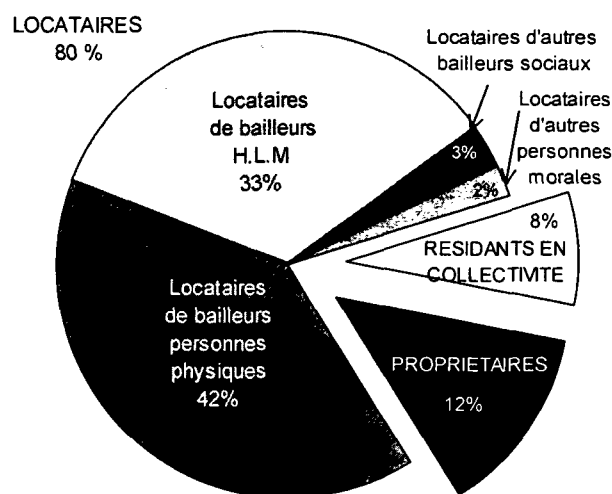 LOCATAIRES
80 %
Locataires d'autres
bailleurs sociaux
Locataires
d'autres
personnes
morales
Locataires
de bailleurs
H.L.M
33%
3%
2%
8%
RESIDANTS EN
COLLECTIVITE
Locataires
de bailleurs
personnes
physiques
42%
PROPRIETAIRES
12%